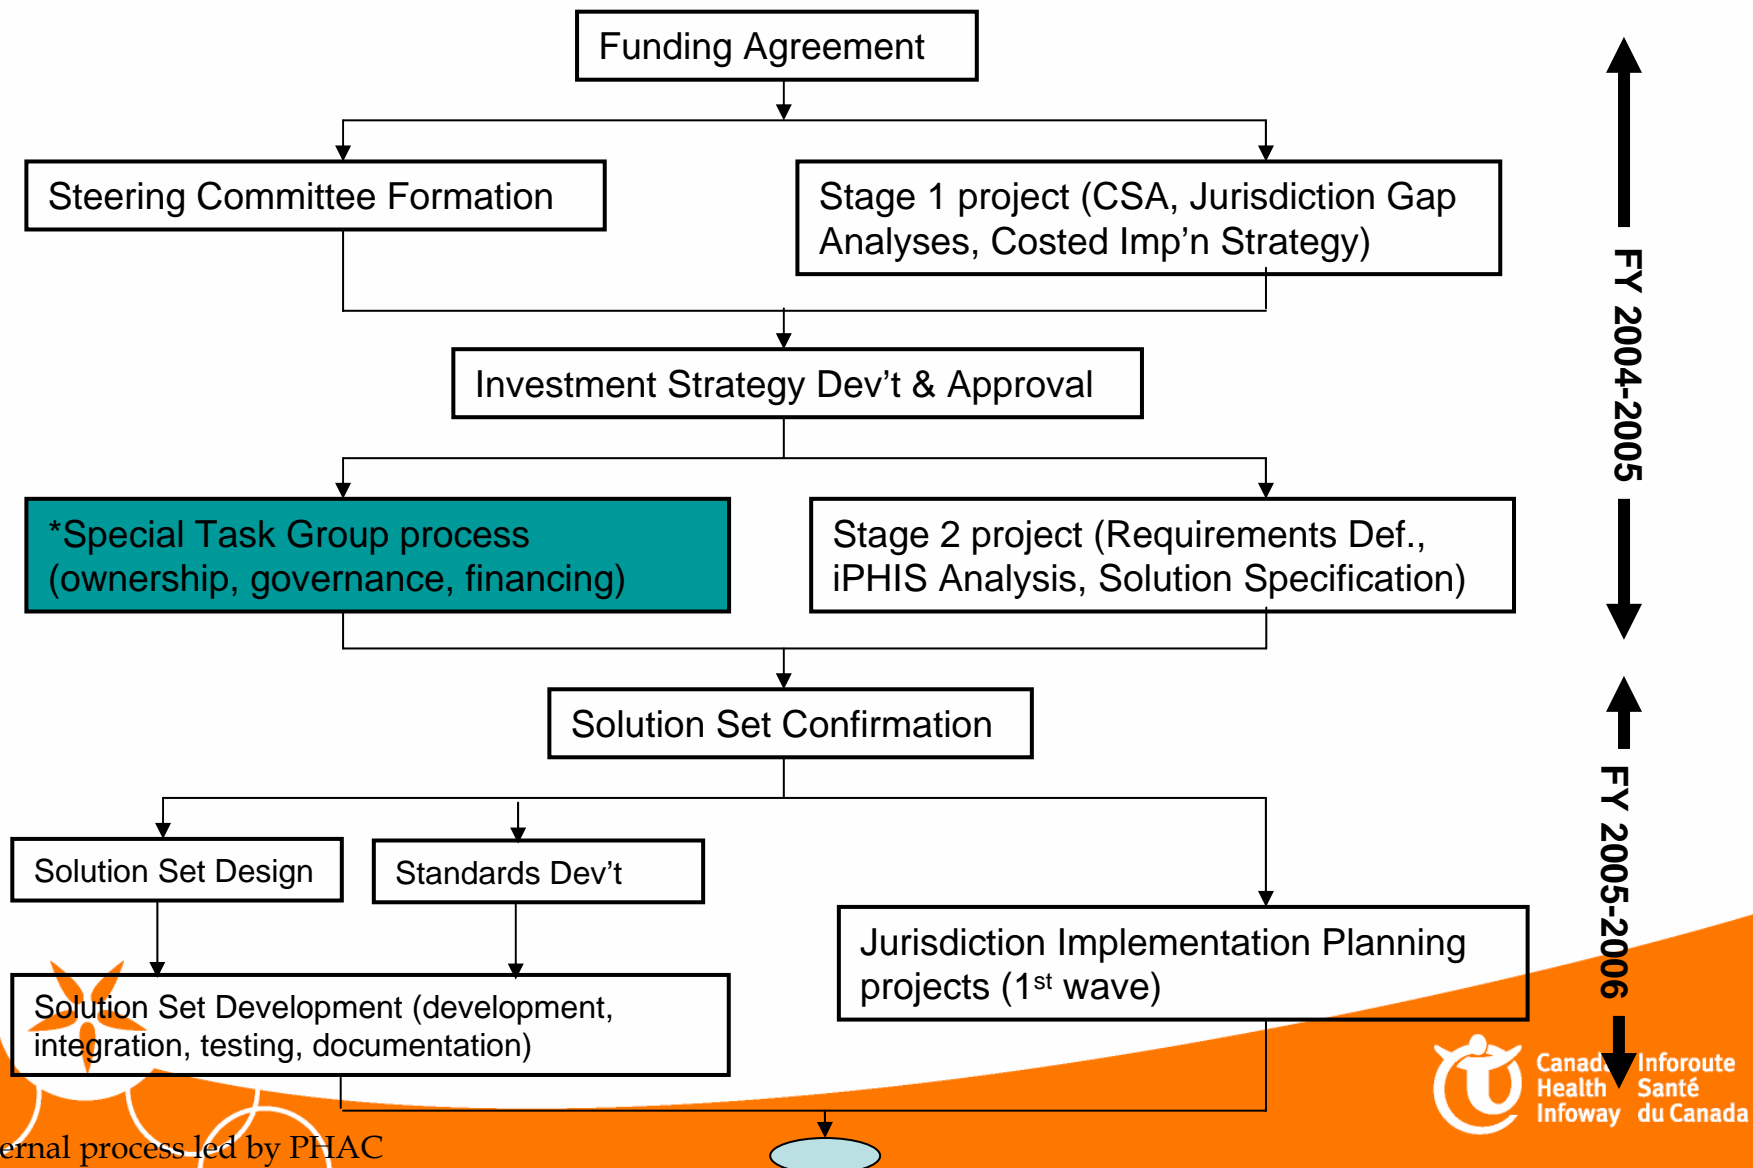 Funding Agreement
Steering Committee Formation
Stage 1 project (CSA, Jurisdiction Gap
Analyses, Costed Imp’n Strategy)
Investment Strategy Dev’t & Approval
*Special Task Group process
(ownership, governance, financing)
Stage 2 project (Requirements Def.,
iPHIS Analysis, Solution Specification)
FY 2004-2005
Solution Set Confirmation
Solution Set Design
Standards Dev’t
Jurisdiction Implementation Planning
projects (1st wave)
Solution Set Development (development,
integration, testing, documentation)
FY 2005-2006
Health
Infoway
Inforoute
Santé
du Canada
process led by PHAC